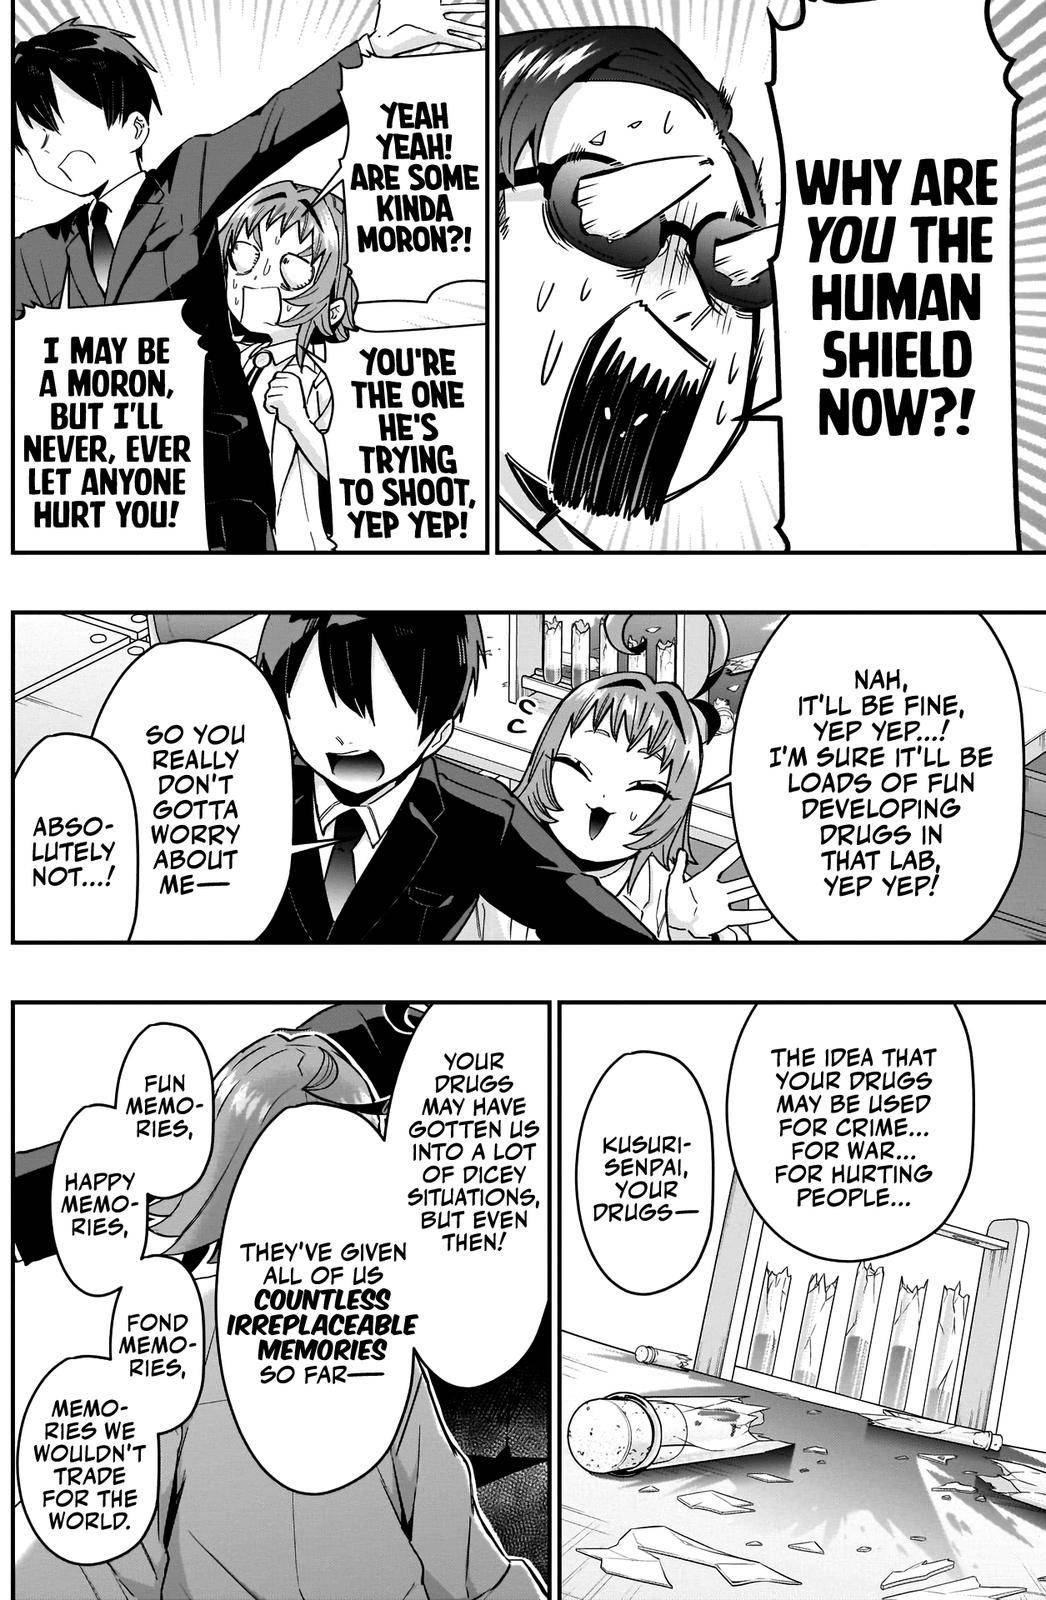 WHY ARE
YOU THE
HUMAN
SHIELD
NOW?!
YEAH
YEAH!
ARE SOME
KINDA
MORON?!
YOU'RE
THE ONE
HE'S
TRYING
TO SHOOT,
YEP YEP!
I MAY BE
A MORON,
BUT I'LL
NEVER, EVER
LET ANYONE
HURT YOU!
NAH,
IT'LL BE FINE,
YEP YEP...!
I'M SURE IT'LL BE
LOADS OF FUN
DEVELOPING
DRUGS IN
THAT LAB,
YEP YEP!
SO YOU
REALLY
DON'T
GOTTA
WORRY
ABOUT
ME—
ABSO-
LUTELY
NOT...!
THE IDEA THAT
YOUR DRUGS
MAY BE USED
FOR CRIME...
FOR WAR...
FOR HURTING
PEOPLE...
KUSURI-
SENPAI,
YOUR
DRUGS—
YOUR
DRUGS
MAY HAVE
GOTTEN US
INTO A LOT
OF DICEY
SITUATIONS,
BUT EVEN
THEN!
THEY'VE GIVEN
ALL OF US
COUNTLESS
IRREPLACEABLE
MEMORIES
SO FAR—
FUN
MEMO-
RIES,
HAPPY
MEMO-
RIES,
FOND
MEMO-
RIES,
MEMO-
RIES WE
WOULDN'T
TRADE
FOR THE
WORLD.